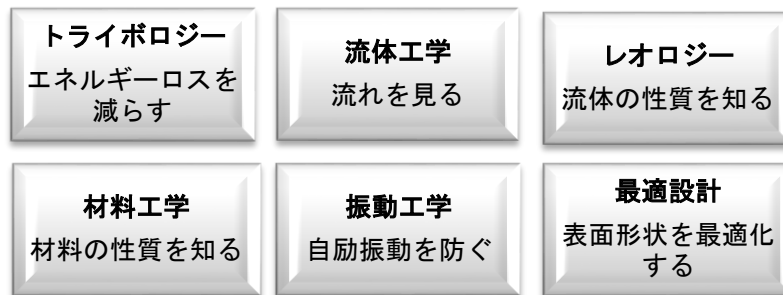 トライボロジー
エネルギーロスを
減らす
流体工学
流れを見る
レオロジー
流体の性質を知る
材料工学
材料の性質を知る
振動工学
自励振動を防ぐ
最適設計
表面形状を最適化
する